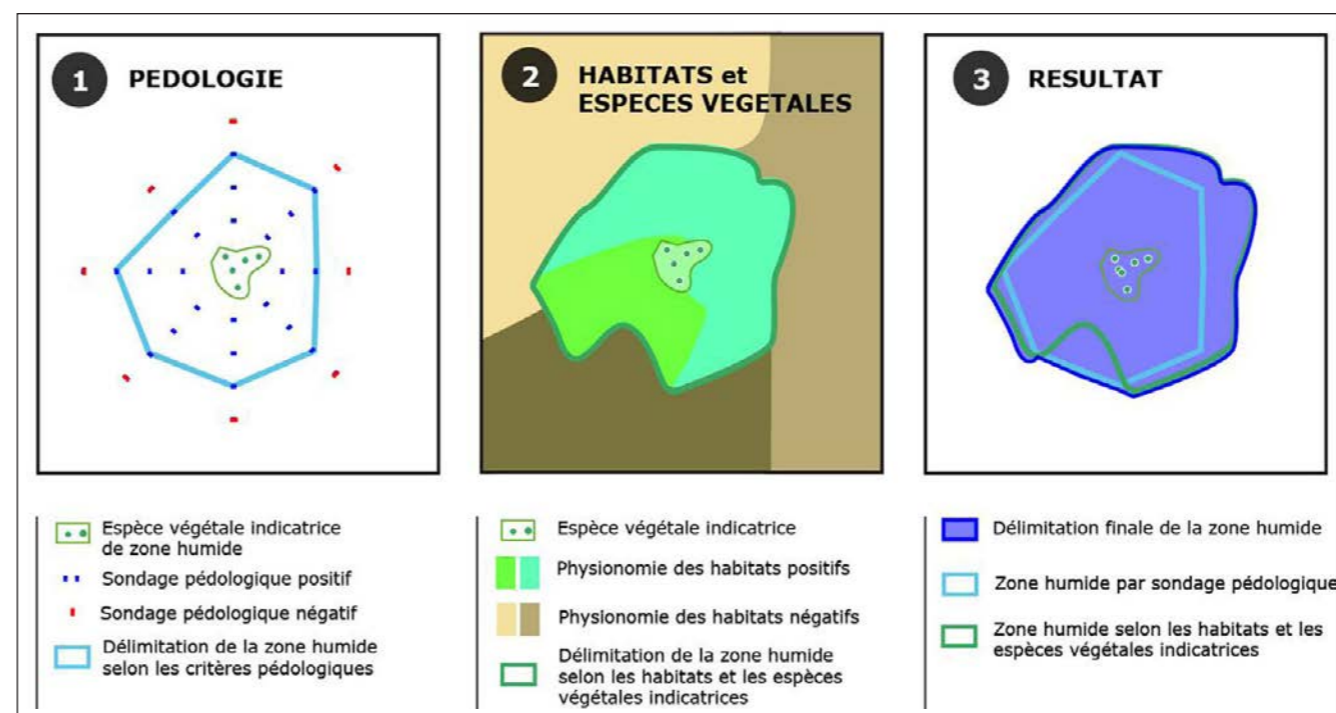 1 PEDOLOGIE
Espèce végétale indicatrice
de zone humide
Sondage pédologique positif
Sondage pédologique négatif
Délimitation de la zone humide
selon les critères pédologiques
2 HABITATS et
ESPECES VEGETALES
Espèce végétale indicatrice
Physionomie des habitats positifs
Physionomie des habitats négatifs
Délimitation de la zone humide
selon les habitats et les espèces
végétales indicatrices
3 RESULTAT
Délimitation finale de la zone humide
Zone humide par sondage pédologique
Zone humide selon les habitats et les
espèces végétales indicatrices